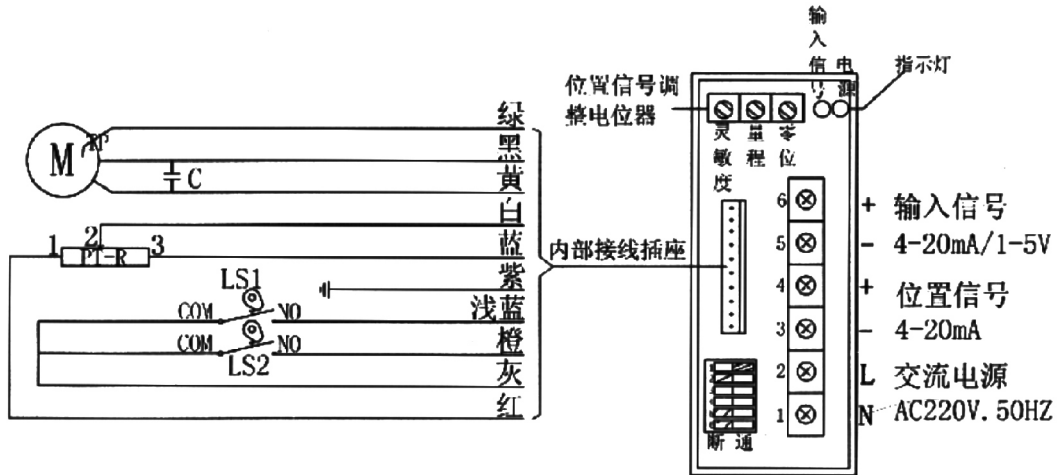 绿
黑
黄
白
蓝
紫
浅蓝
橙
灰
红
M
C
1
2
3
PT-R
LS1
COM
NO
COM
NO
LS2
内部接线插座
位置信号调
整电位器
输入信号
电源
指示灯
灵敏度
量程
零位
6
5
4
3
2
1
断 通
+ 输入信号
- 4-20mA/1-5V
+ 位置信号
- 4-20mA
L 交流电源
N AC220V.50HZ